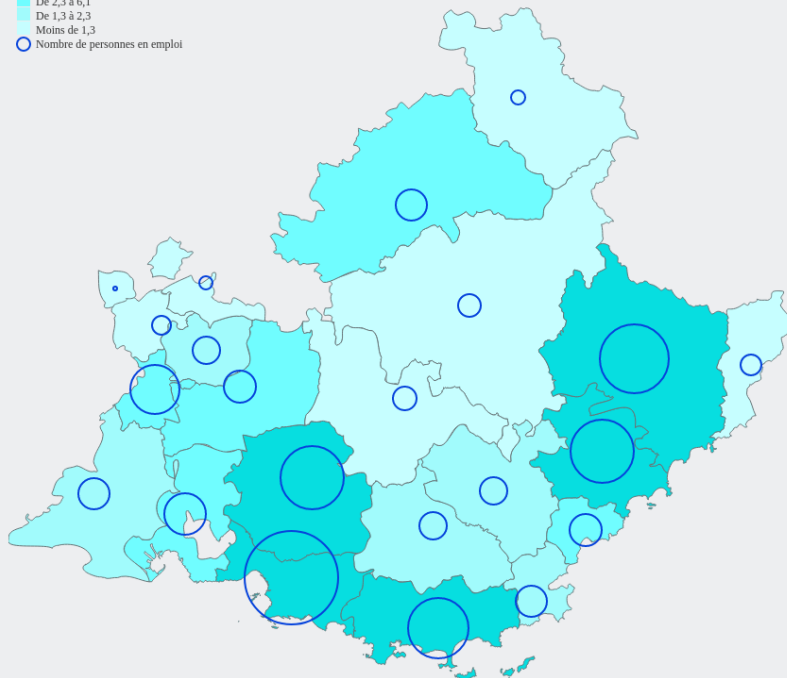 De 2,3 à 6,1
De 1,3 à 2,3
Moins de 1,3
Nombre de personnes en emploi